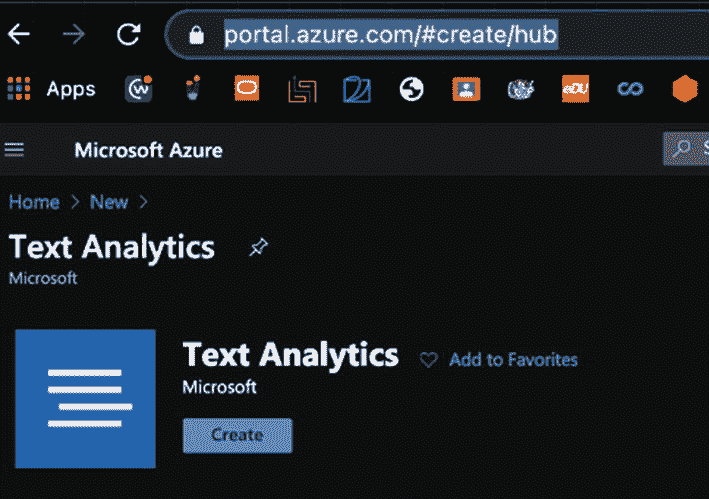 portal.azure.com/#create/hub
Apps
eDU
Microsoft Azure
S
Home > New >
Text Analytics
Microsoft
Text Analytics
Add to Favorites
Microsoft
Create